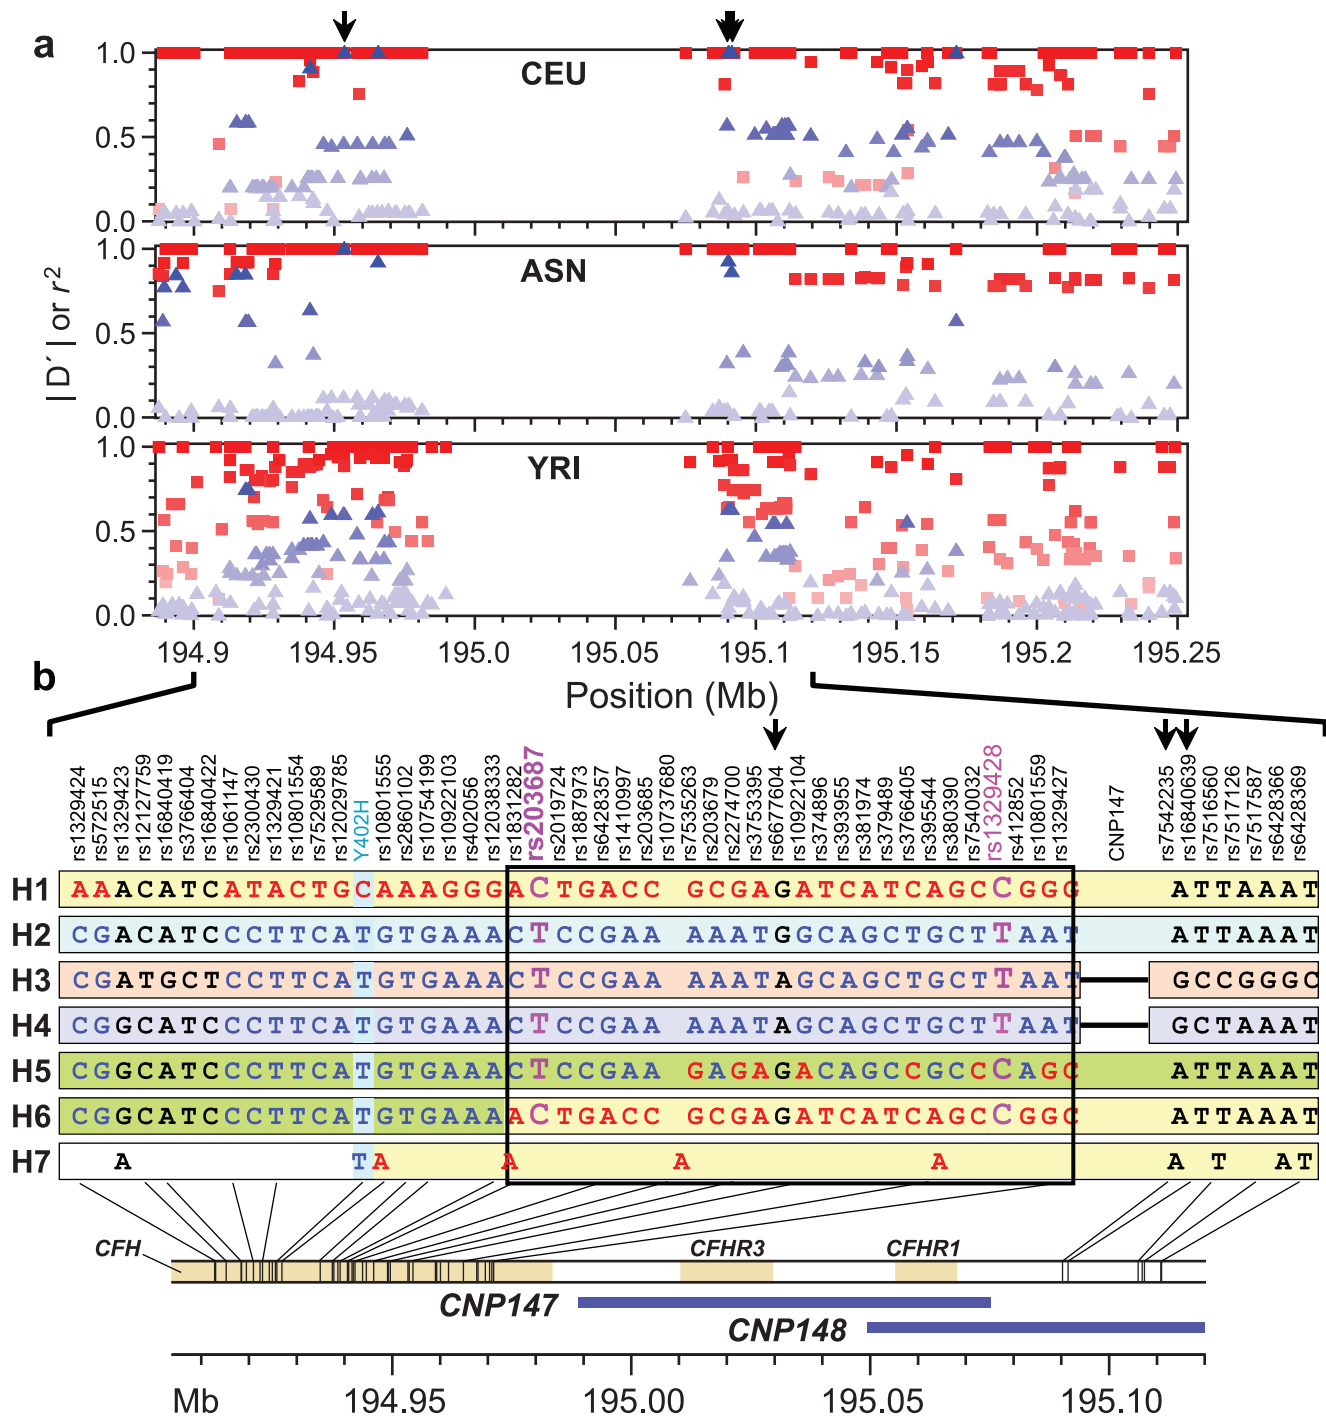 a
CEU
1.0
0.5
0.0
ASN
1.0
0.5
0.0
|D´| or r²
YRI
1.0
0.5
0.0
194.9 194.95 195.0 195.05 195.1 195.15 195.2 195.25
Position (Mb)
b
rs1329424
rs572515
rs1329423
rs12127759
rs16840419
rs3766404
rs16840422
rs1061147
rs2300430
rs1329421
rs10801554
rs7529589
rs12029785
Y402H
rs10801555
rs2860102
rs10754199
rs10922103
rs402056
rs12038333
rs1831282
rs203687
rs2019724
rs1887973
rs6428357
rs1410997
rs203685
rs10737680
rs7535263
rs203679
rs2274700
rs3753395
rs6677604
rs10922104
rs374896
rs393955
rs381974
rs379489
rs3766405
rs395544
rs380390
rs7540032
rs1329428
rs412852
rs10801559
rs1329427
CNP147
rs7542235
rs16840639
rs7516560
rs7517126
rs7517587
rs6428366
rs6428369
H1 AAACATCATACTGCAAAGGGACTGACC GCGAGATCATCAGCCGGG ATTAAAT
H2 CGACATCCCTTCATGTGAAACTCCGAA AAATGGCAGCTGCTTAAT ATTAAAT
H3 CGATGCTCCTTCATGTGAAACTCCGAA AAATAGCAGCTGCTTAAT GCCGGGC
H4 CGGCATCCCTTCATGTGAAACTCCGAA AAATAGCAGCTGCTTAAT GCTAAAT
H5 CGGCATCCCTTCATGTGAAACTCCGAA GAGAGACAGCCGCCCAGC ATTAAAT
H6 CGGCATCCCTTCATGTGAAAACTGACC GCGAGATCATCAGCCGGC ATTAAAT
H7 A TA A A A A T AT
CFH CFHR3 CFHR1
CNP147
CNP148
Mb 194.95 195.00 195.05 195.10